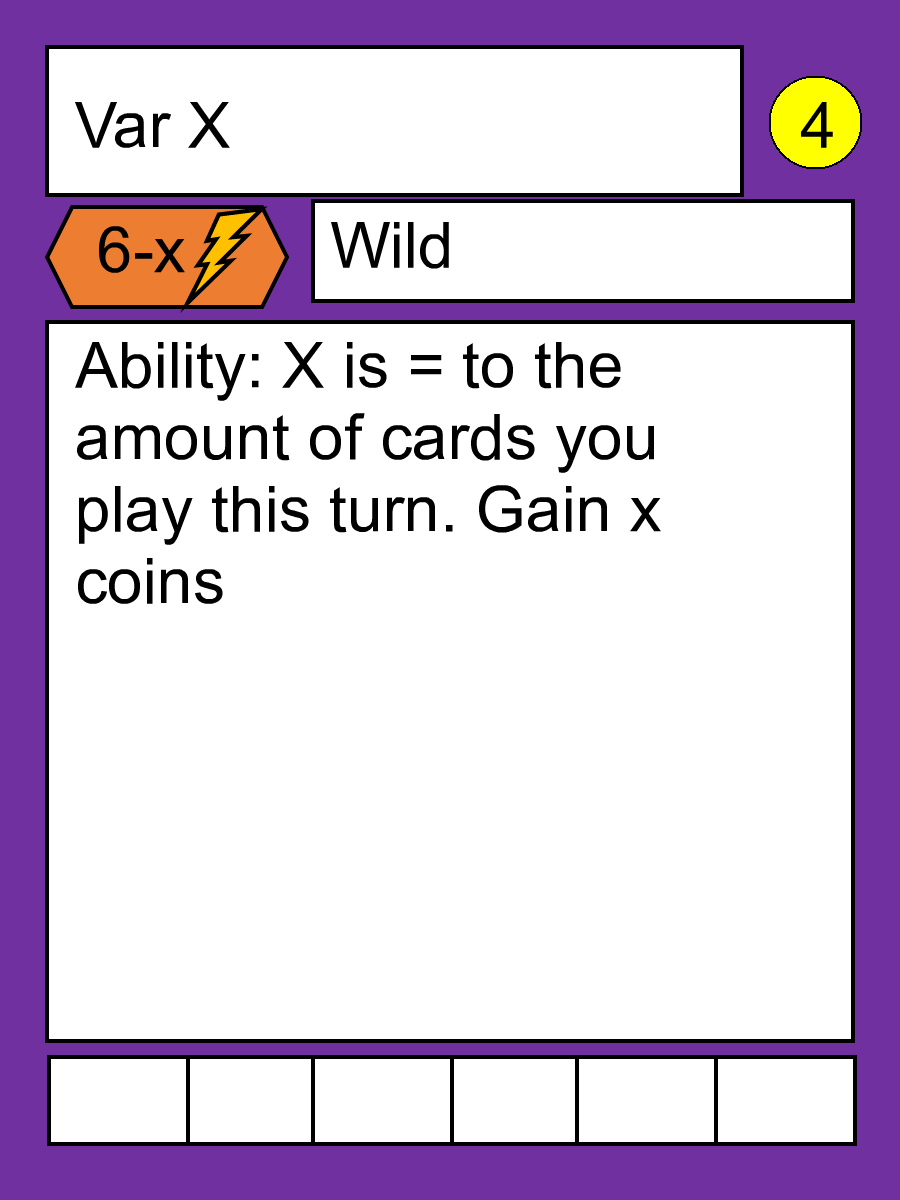 Var X
4
6-x
Wild
Ability: X is = to the
amount of cards you
play this turn. Gain x
coins